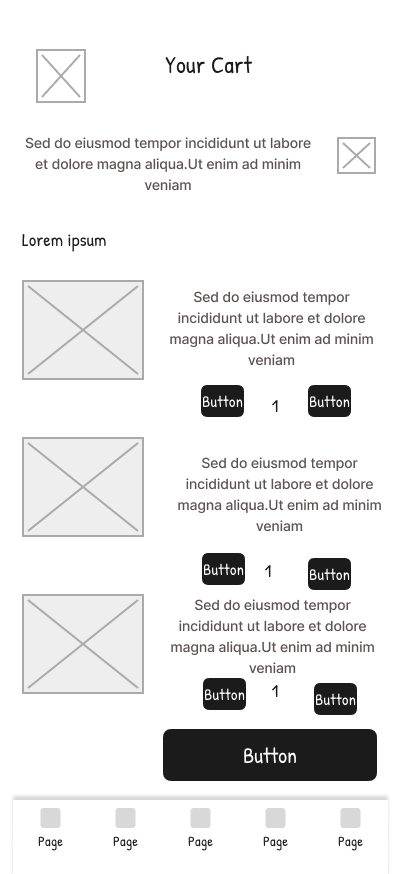 Your Cart
Sed do eiusmod tempor incididunt ut labore
et dolore magna aliqua.Ut enim ad minim
veniam
Lorem ipsum
Sed do eiusmod tempor
incididunt ut labore et dolore
magna aliqua.Ut enim ad minim
veniam
Button 1 Button
Sed do eiusmod tempor
incididunt ut labore et dolore
magna aliqua.Ut enim ad minim
veniam
Button 1 Button
Sed do eiusmod tempor
incididunt ut labore et dolore
magna aliqua.Ut enim ad minim
veniam
Button 1 Button
Button
Page Page Page Page Page